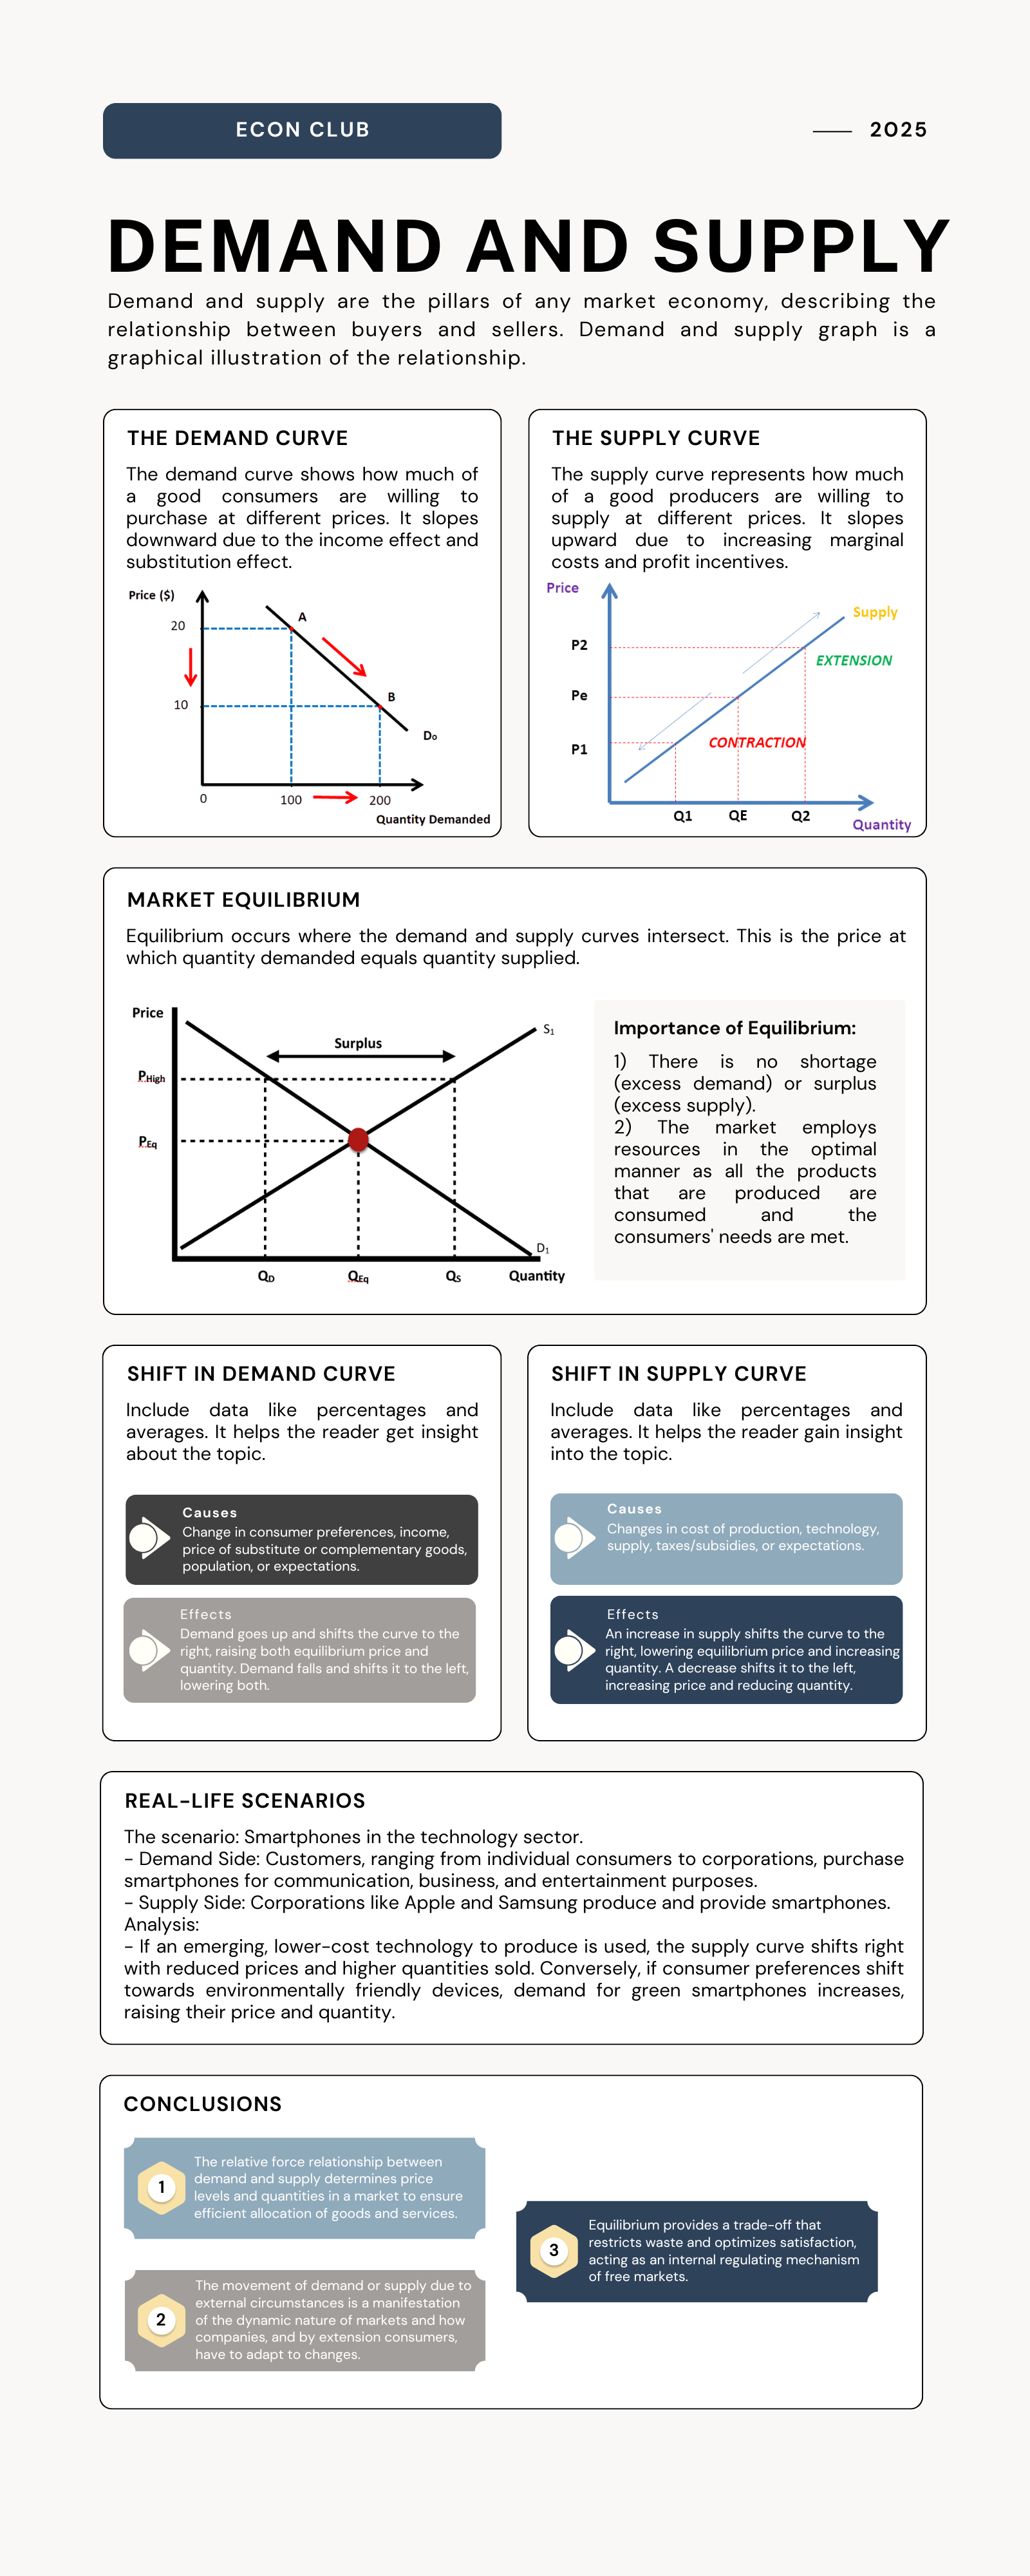 ECON CLUB
2025
DEMAND AND SUPPLY
Demand and supply are the pillars of any market economy, describing the
relationship between buyers and sellers. Demand and supply graph is a
graphical illustration of the relationship.
THE DEMAND CURVE
The demand curve shows how much of
a good consumers are willing to
purchase at different prices. It slopes
downward due to the income effect and
substitution effect.
Price ($)
20
10
A
B
D₀
0
100
200
Quantity Demanded
THE SUPPLY CURVE
The supply curve represents how much
of a good producers are willing to
supply at different prices. It slopes
upward due to increasing marginal
costs and profit incentives.
Price
Supply
P2
EXTENSION
Pe
P1
CONTRACTION
Q1
QE
Q2
Quantity
MARKET EQUILIBRIUM
Equilibrium occurs where the demand and supply curves intersect. This is the price at
which quantity demanded equals quantity supplied.
Price
S₁
Surplus
PHigh
PEq
D₁
QD
QEq
QS
Quantity
Importance of Equilibrium:
1) There is no shortage
(excess demand) or surplus
(excess supply).
2) The market employs
resources in the optimal
manner as all the products
that are produced are
consumed and the
consumers' needs are met.
SHIFT IN DEMAND CURVE
Include data like percentages and
averages. It helps the reader get insight
about the topic.
Causes
Change in consumer preferences, income,
price of substitute or complementary goods,
population, or expectations.
Effects
Demand goes up and shifts the curve to the
right, raising both equilibrium price and
quantity. Demand falls and shifts it to the left,
lowering both.
SHIFT IN SUPPLY CURVE
Include data like percentages and
averages. It helps the reader gain insight
into the topic.
Causes
Changes in cost of production, technology,
supply, taxes/subsidies, or expectations.
Effects
An increase in supply shifts the curve to the
right, lowering equilibrium price and increasing
quantity. A decrease shifts it to the left,
increasing price and reducing quantity.
REAL-LIFE SCENARIOS
The scenario: Smartphones in the technology sector.
- Demand Side: Customers, ranging from individual consumers to corporations, purchase
smartphones for communication, business, and entertainment purposes.
- Supply Side: Corporations like Apple and Samsung produce and provide smartphones.
Analysis:
- If an emerging, lower-cost technology to produce is used, the supply curve shifts right
with reduced prices and higher quantities sold. Conversely, if consumer preferences shift
towards environmentally friendly devices, demand for green smartphones increases,
raising their price and quantity.
CONCLUSIONS
1
The relative force relationship between
demand and supply determines price
levels and quantities in a market to ensure
efficient allocation of goods and services.
2
The movement of demand or supply due to
external circumstances is a manifestation
of the dynamic nature of markets and how
companies, and by extension consumers,
have to adapt to changes.
3
Equilibrium provides a trade-off that
restricts waste and optimizes satisfaction,
acting as an internal regulating mechanism
of free markets.